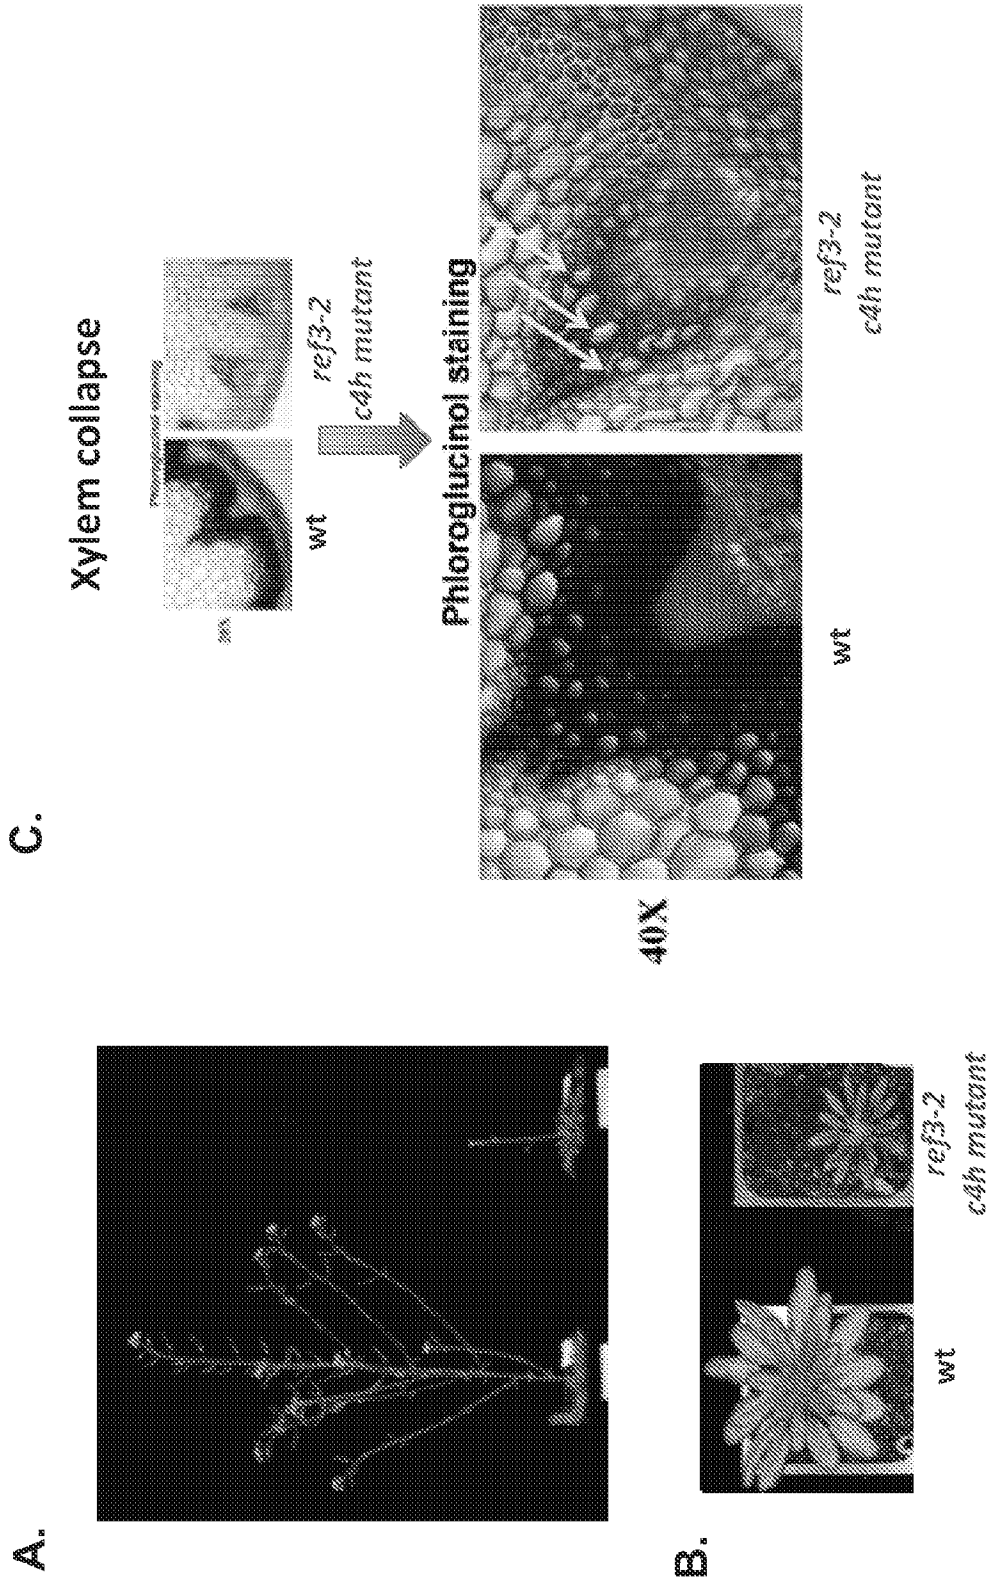 A.
B.
wt
ref3-2
c4h mutant
C.
Xylem collapse
wt
ref3-2
c4h mutant
Phloroglucinol staining
40X
wt
ref3-2
c4h mutant